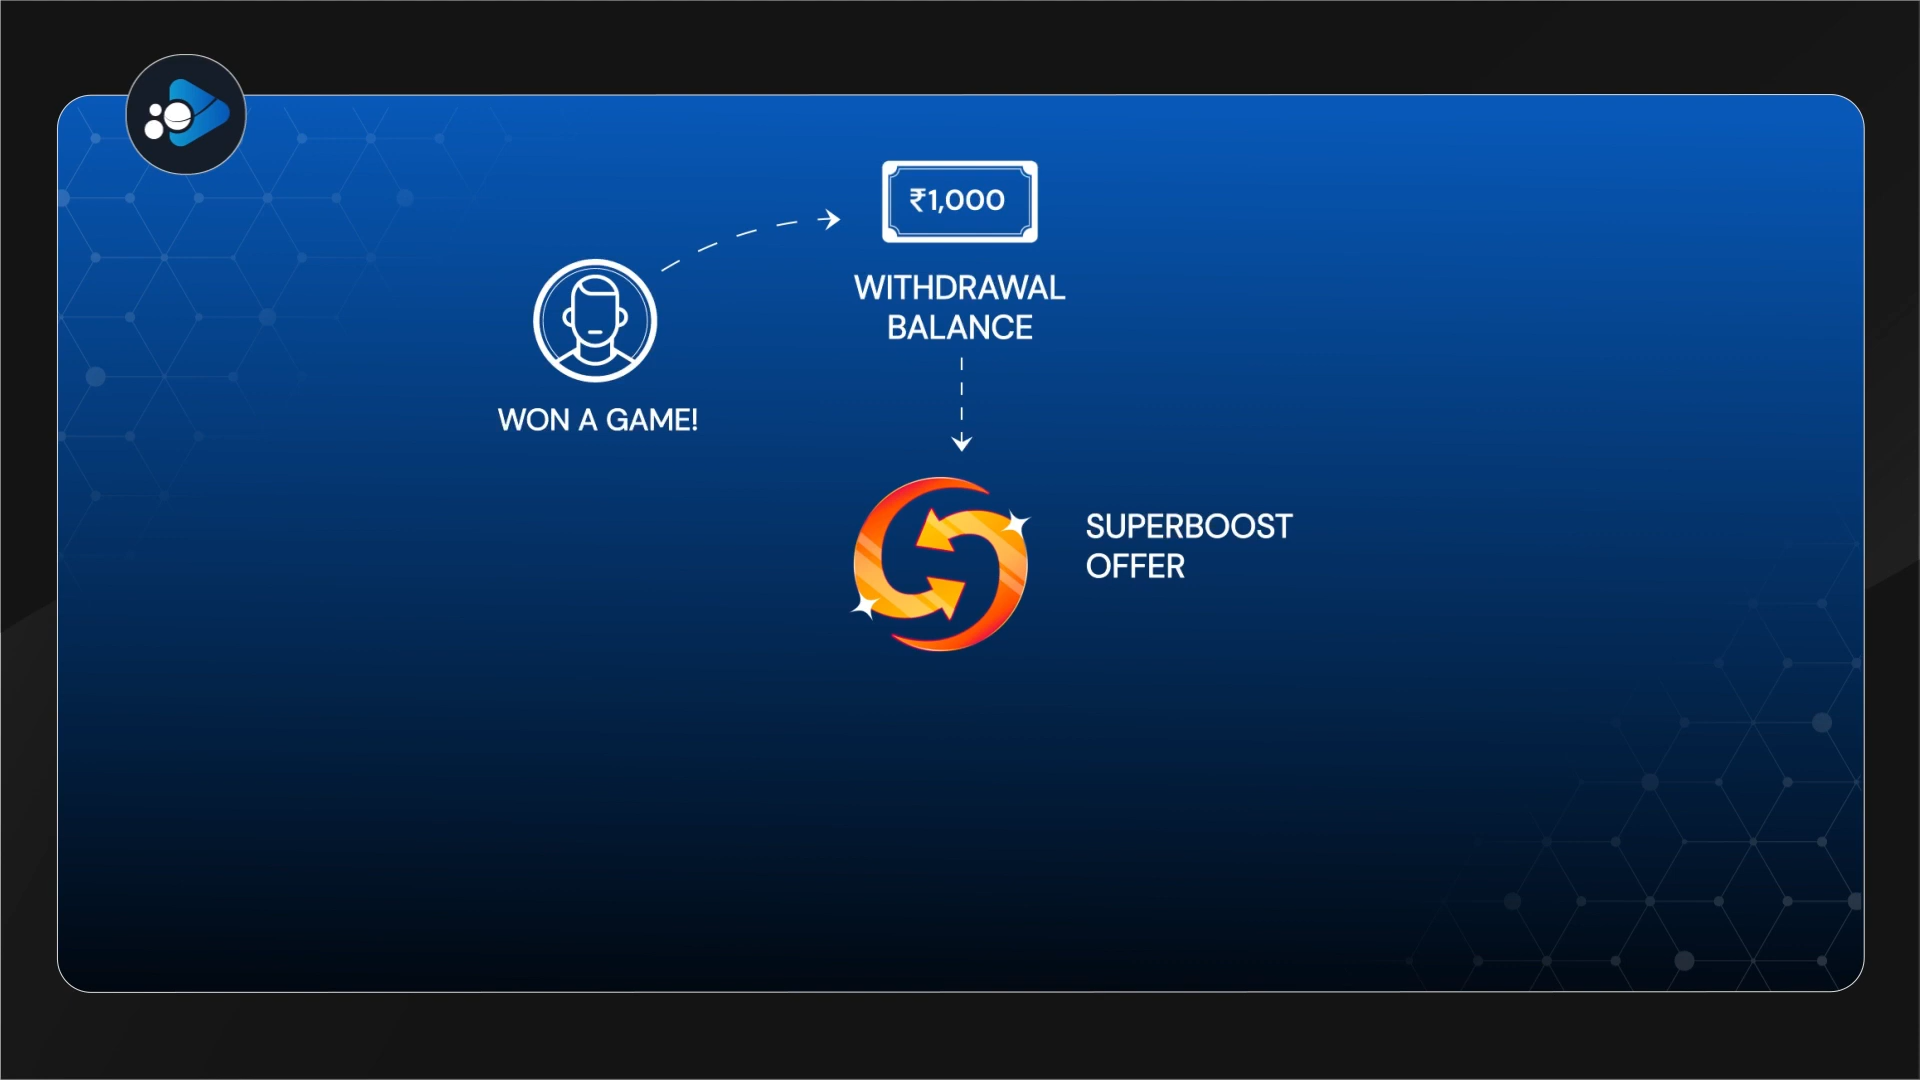 ₹1,000
WITHDRAWAL
BALANCE
WON A GAME!
SUPERBOOST
OFFER